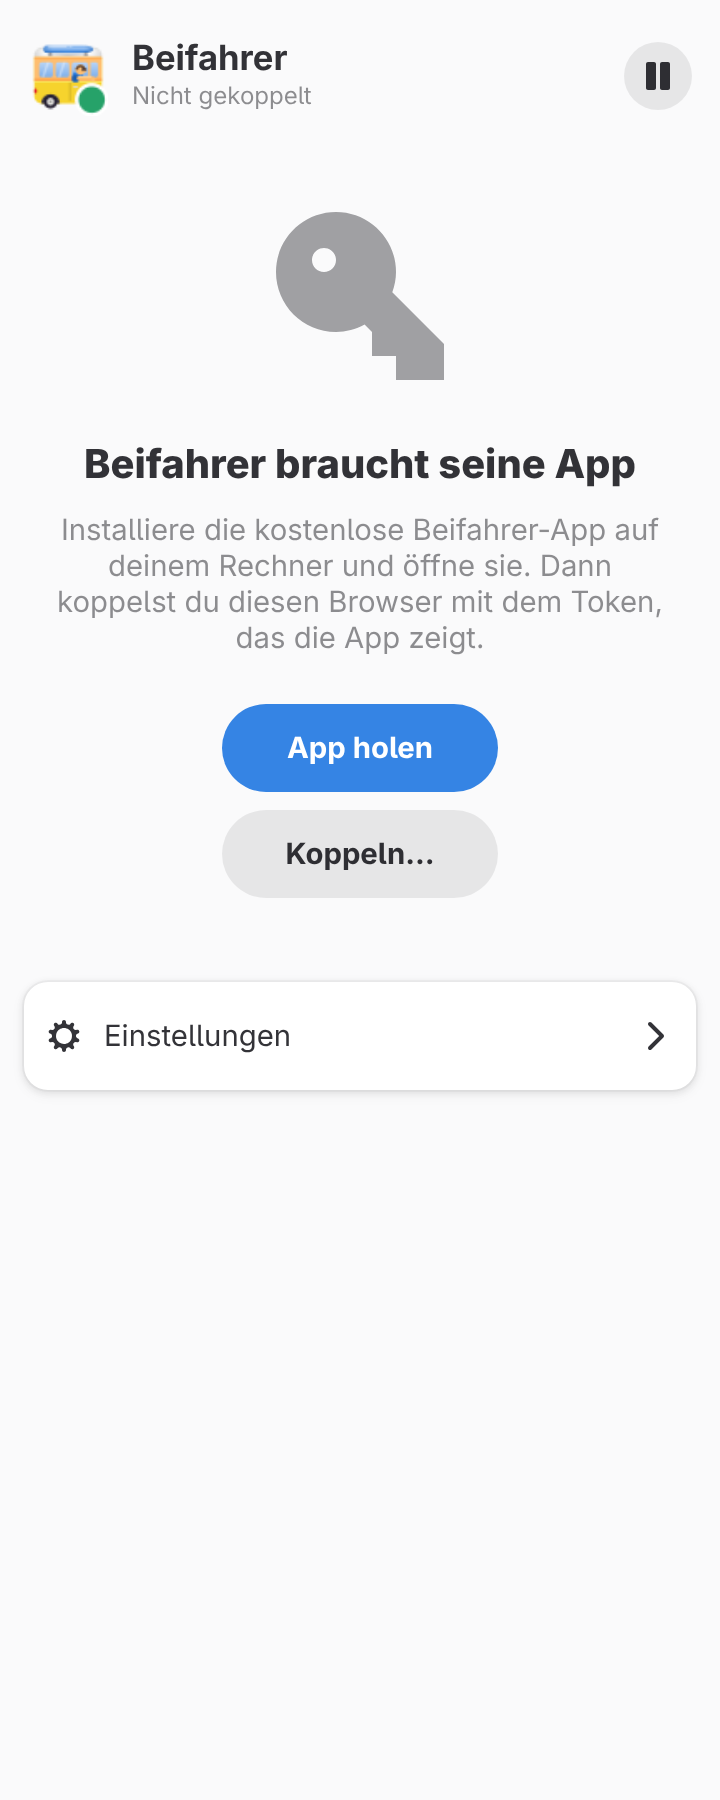 Beifahrer
Nicht gekoppelt
Beifahrer braucht seine App
Installiere die kostenlose Beifahrer-App auf
deinem Rechner und öffne sie. Dann
koppelst du diesen Browser mit dem Token,
das die App zeigt.
App holen
Koppeln...
Einstellungen